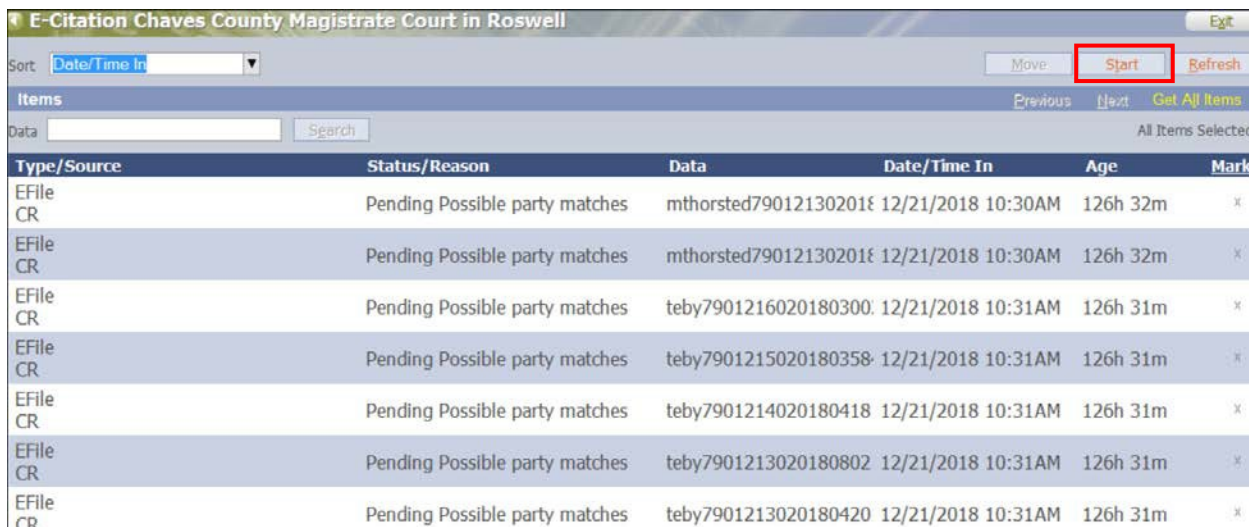 E-Citation Chaves County Magistrate Court in Roswell Exit
Sort Date/Time In Move Start Refresh
Items Previous Next Get All Items
Data Search All Items Selected
Type/Source Status/Reason Data Date/Time In Age Mark
EFile
CR Pending Possible party matches mthorsted79012130201 12/21/2018 10:30AM 126h 32m x
EFile
CR Pending Possible party matches mthorsted79012130201 12/21/2018 10:30AM 126h 32m x
EFile
CR Pending Possible party matches teby7901216020180300 12/21/2018 10:31AM 126h 31m x
EFile
CR Pending Possible party matches teby7901215020180358 12/21/2018 10:31AM 126h 31m x
EFile
CR Pending Possible party matches teby7901214020180418 12/21/2018 10:31AM 126h 31m x
EFile
CR Pending Possible party matches teby7901213020180802 12/21/2018 10:31AM 126h 31m x
EFile
CR Pending Possible party matches teby7901213020180420 12/21/2018 10:31AM 126h 31m x